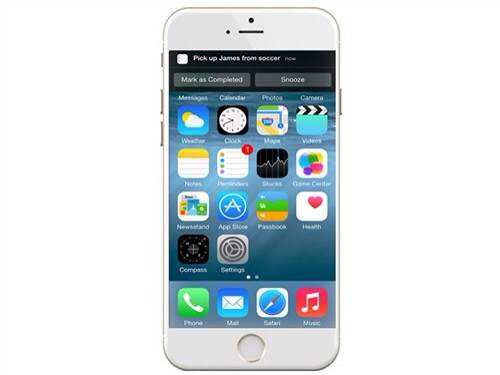 Pick up James from soccer now
Mark as Completed Snooze
Messages Calendar Photos Camera
Weather Clock Maps Videos
1
Notes Reminders Stocks Game Center
Newsstand App Store Passbook Health
Compass Settings
Phone Mail Safari Music